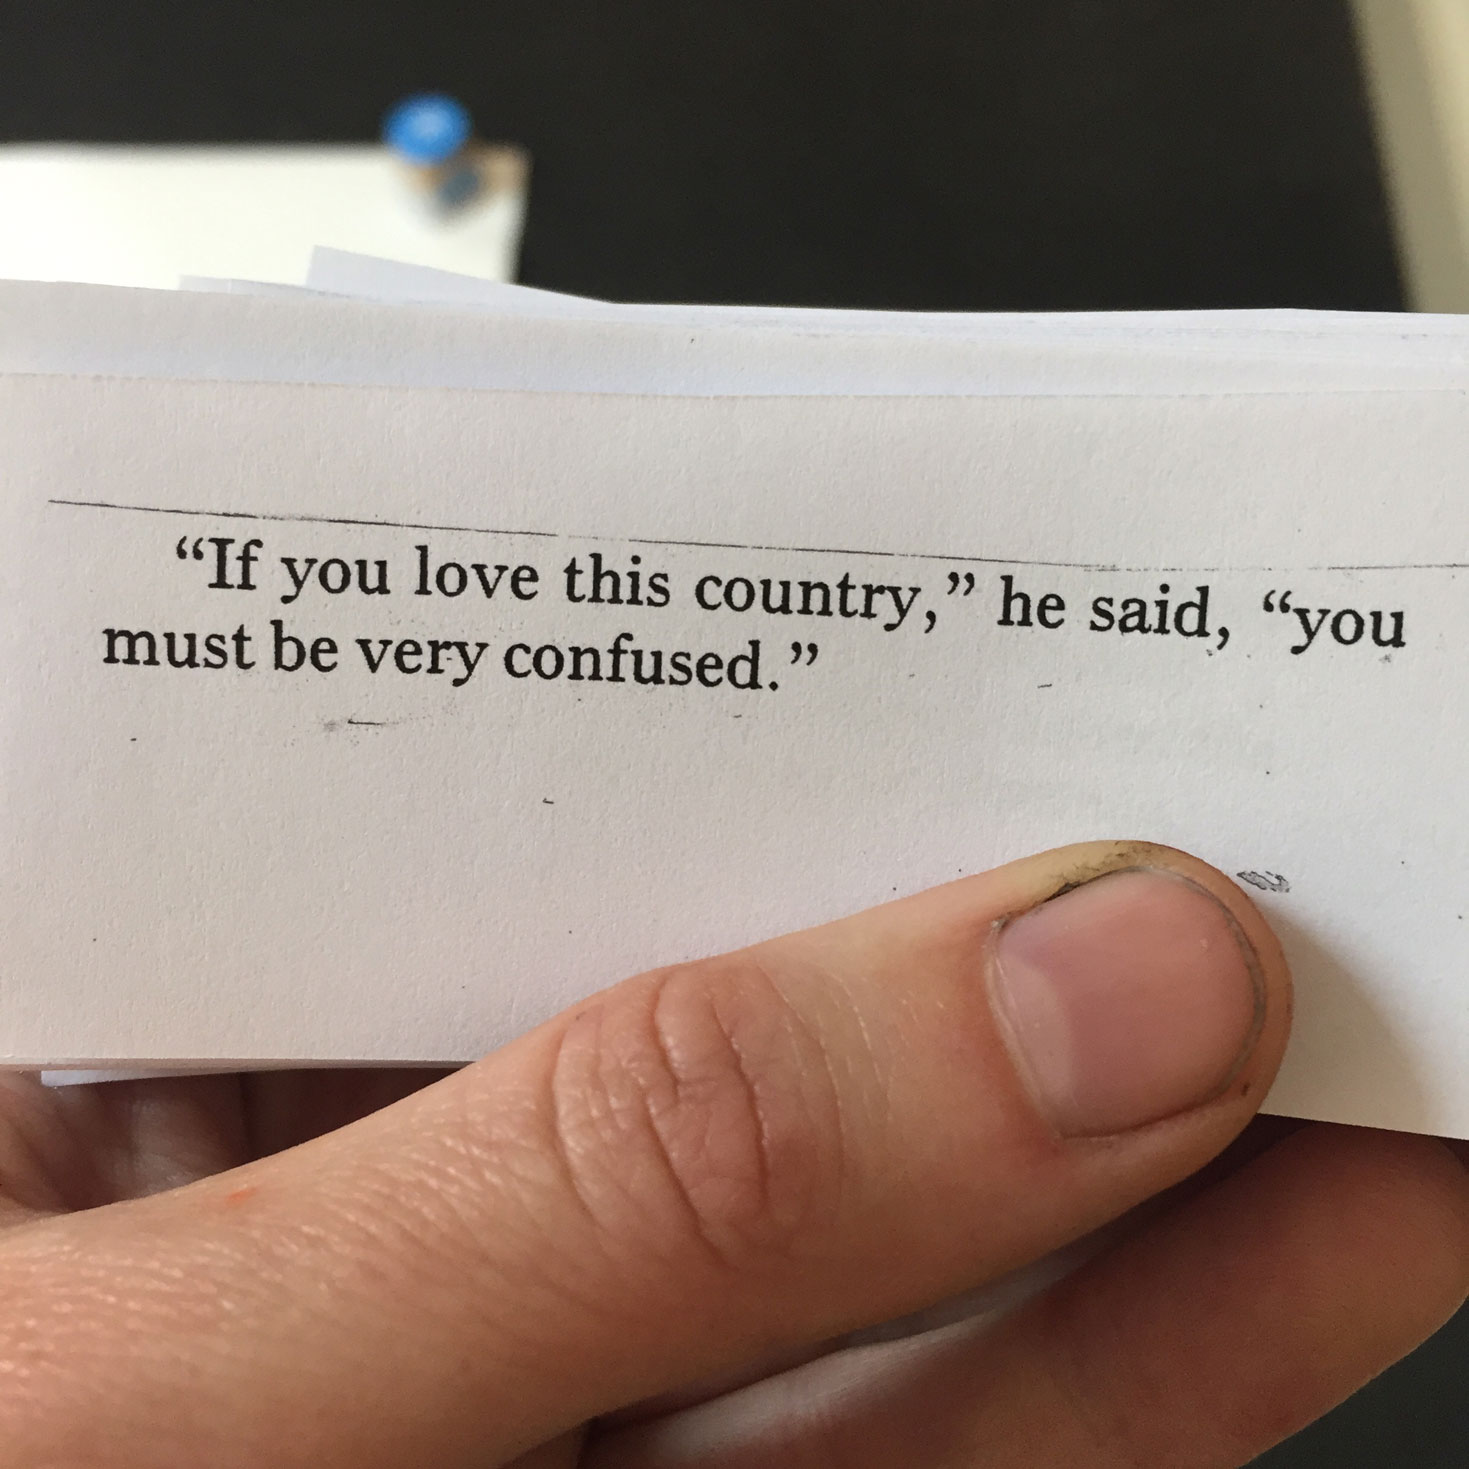 “If you love this country,” he said, “you
must be very confused.”